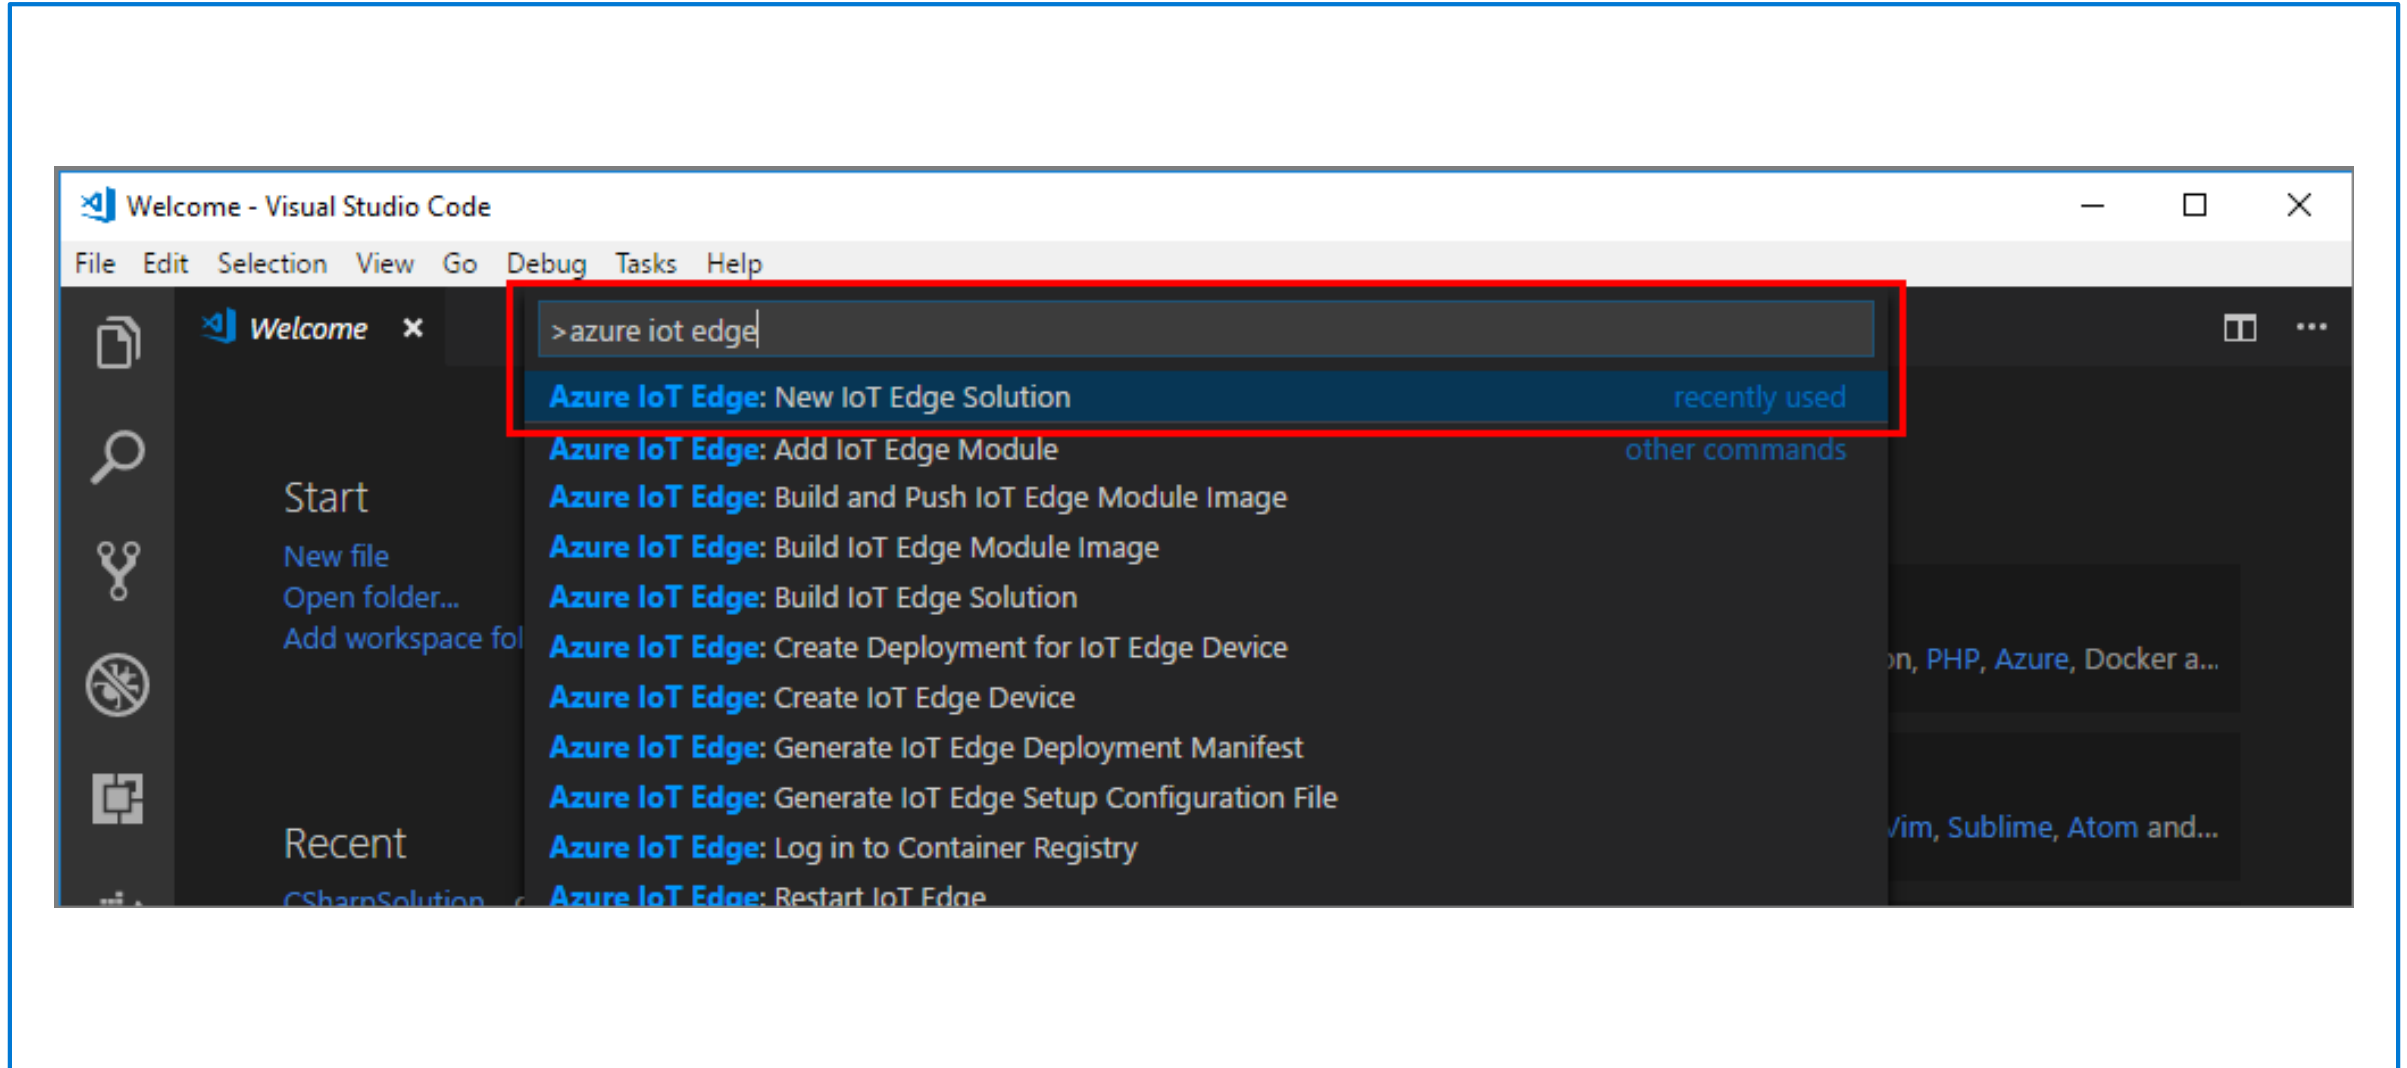 Welcome - Visual Studio Code
File Edit Selection View Go Debug Tasks Help
Welcome
>azure iot edge
Azure IoT Edge: New IoT Edge Solution recently used
Azure IoT Edge: Add IoT Edge Module other commands
Azure IoT Edge: Build and Push IoT Edge Module Image
Azure IoT Edge: Build IoT Edge Module Image
Azure IoT Edge: Build IoT Edge Solution
Azure IoT Edge: Create Deployment for IoT Edge Device
Azure IoT Edge: Create IoT Edge Device
Azure IoT Edge: Generate IoT Edge Deployment Manifest
Azure IoT Edge: Generate IoT Edge Setup Configuration File
Azure IoT Edge: Log in to Container Registry
Azure IoT Edge: Restart IoT Edge
Start
New file
Open folder...
Add workspace fol
Recent
CSharpSolution
PHP, Azure, Docker a...
Vim, Sublime, Atom and...